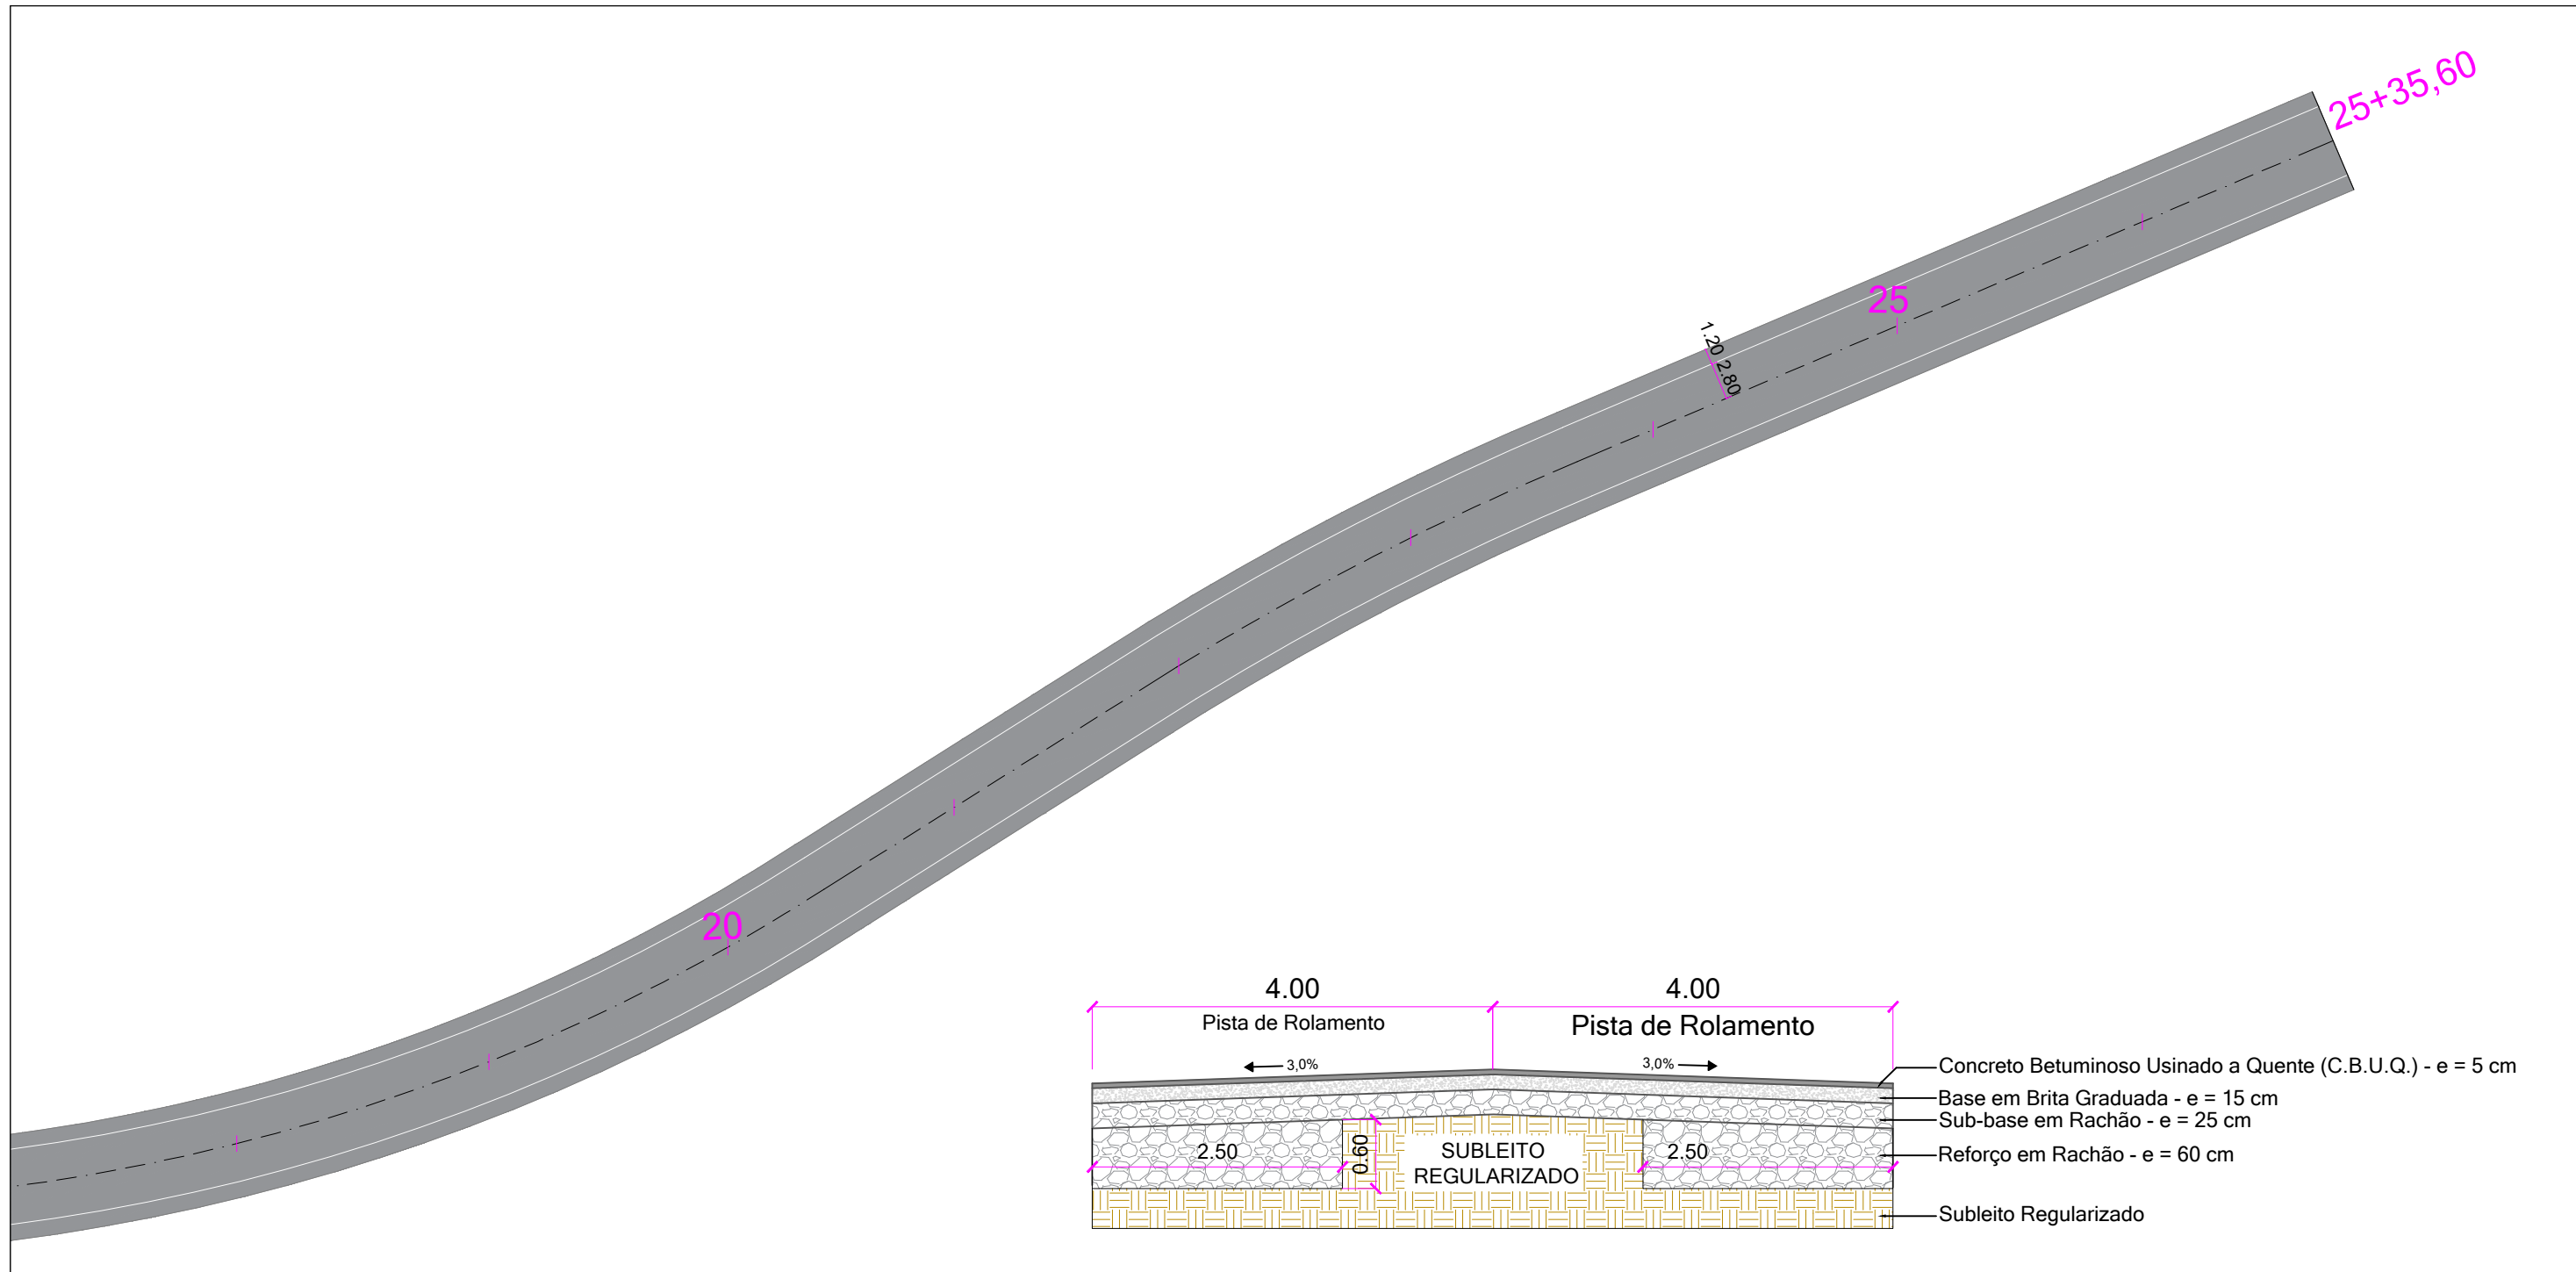 25+35,60
25
1.20 2.80
20
4.00 4.00
Pista de Rolamento Pista de Rolamento
3,0% 3,0%
Concreto Betuminoso Usinado a Quente (C.B.U.Q.) - e = 5 cm
Base em Brita Graduada - e = 15 cm
Sub-base em Rachão - e = 25 cm
2.50 0.60 SUBLEITO 2.50
REGULARIZADO
Reforço em Rachão - e = 60 cm
Subleito Regularizado